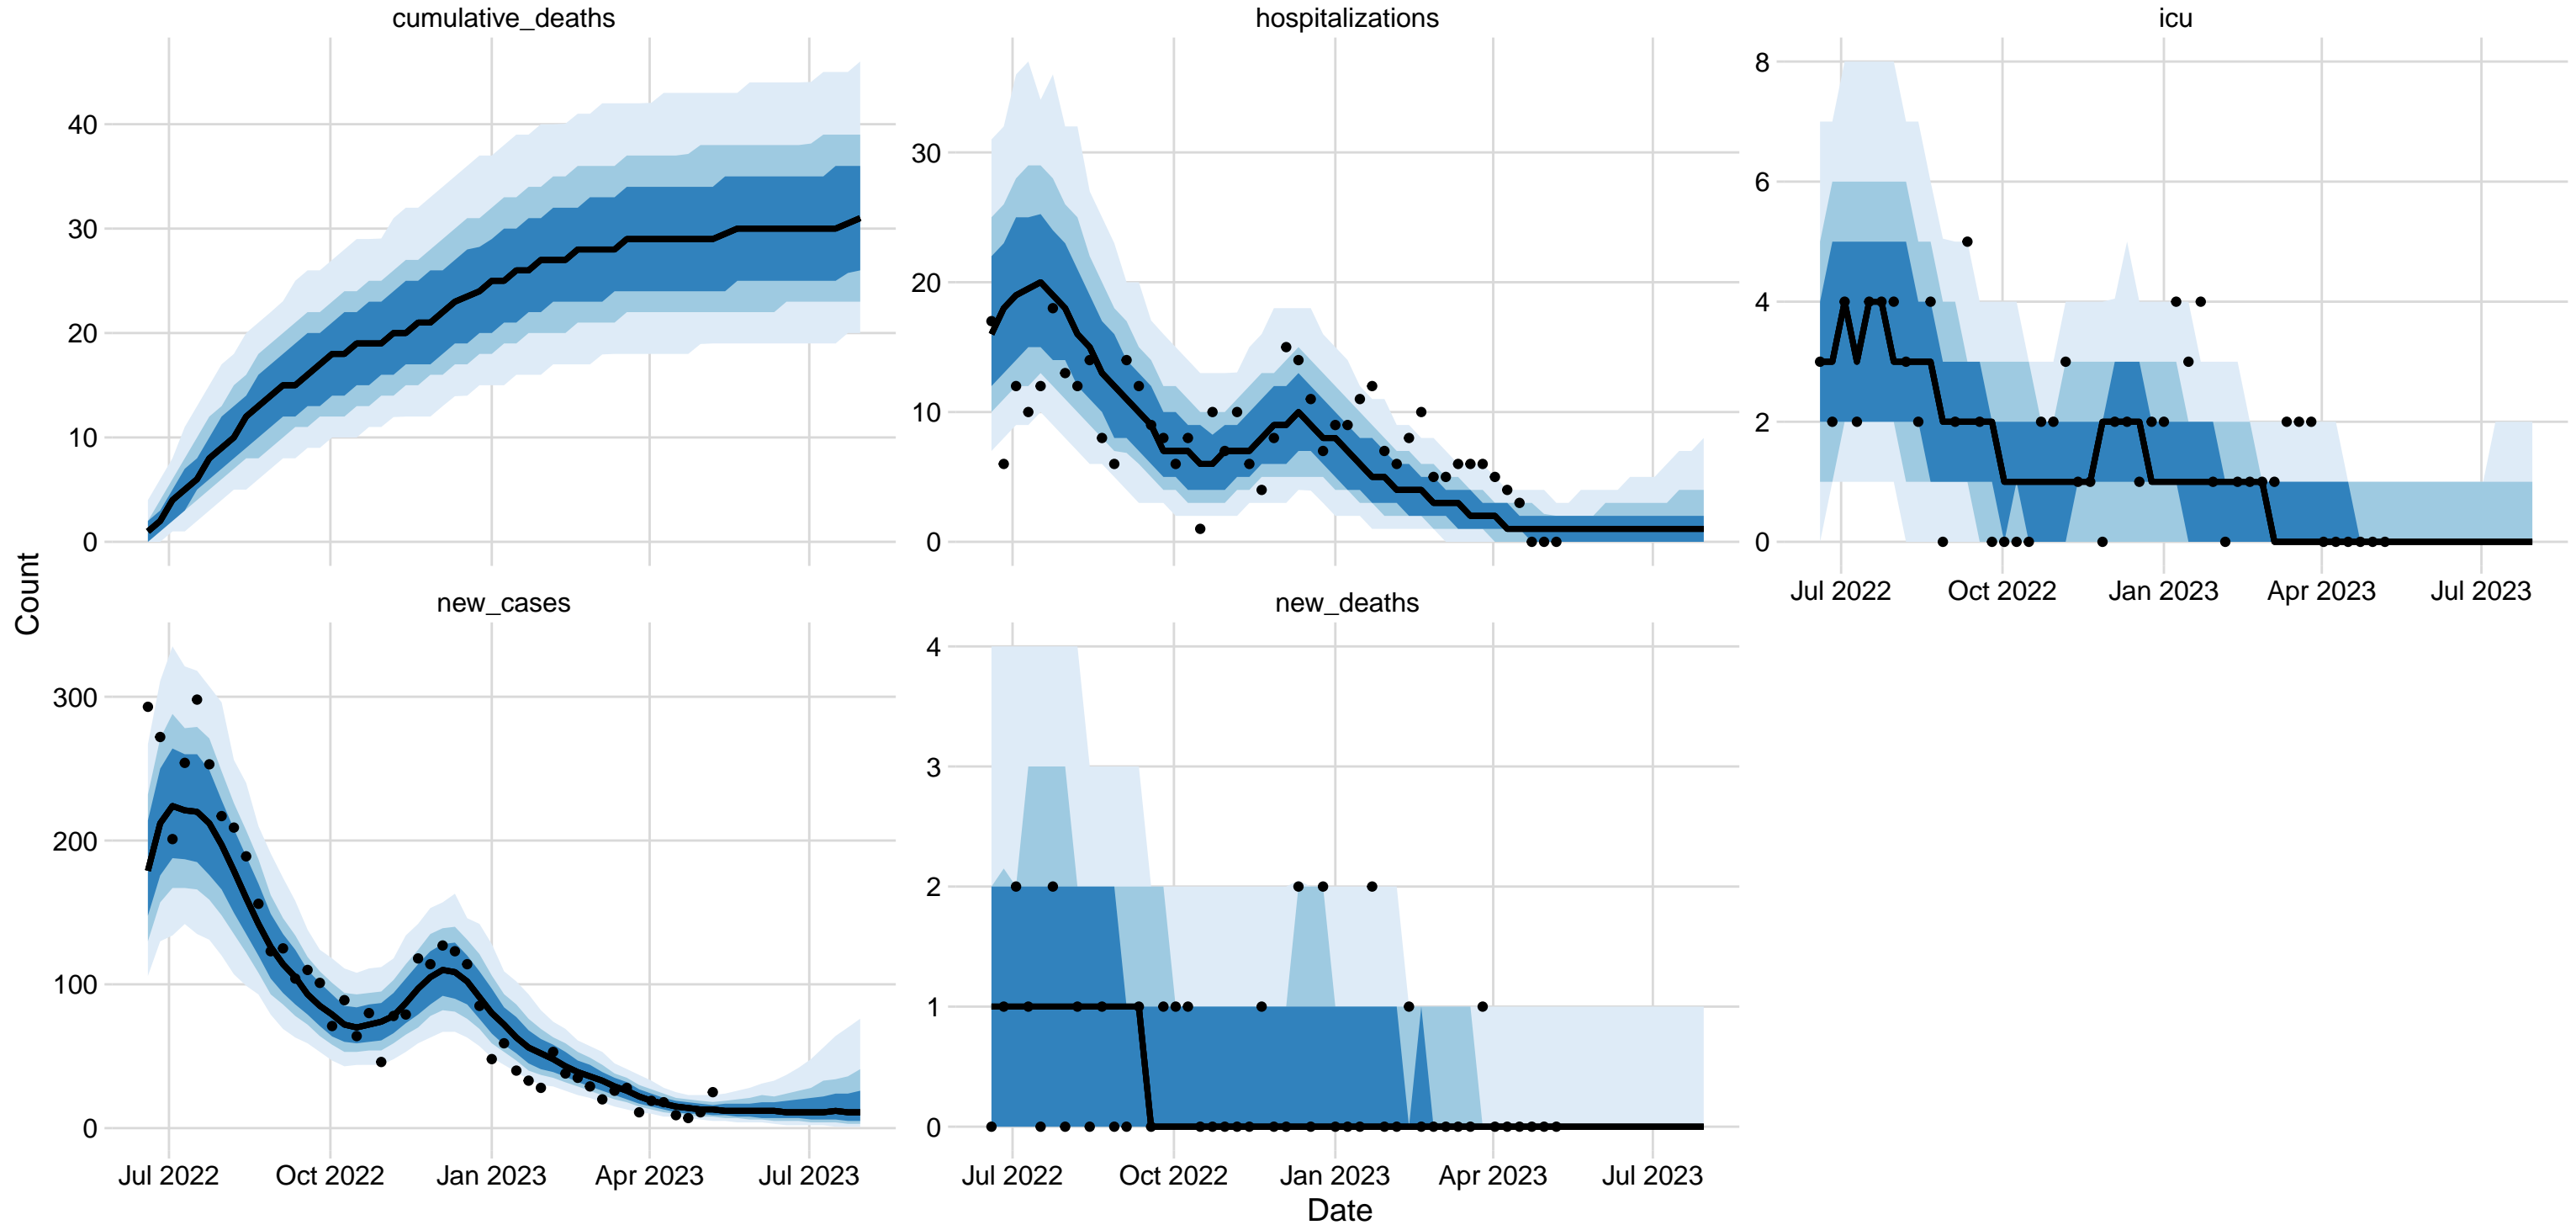 cumulative_deaths
hospitalizations
icu
40
30
20
10
0
30
20
10
0
8
6
4
2
0
Jul 2022 Oct 2022 Jan 2023 Apr 2023 Jul 2023
Count
new_cases
new_deaths
300
200
100
0
4
3
2
1
0
Jul 2022 Oct 2022 Jan 2023 Apr 2023 Jul 2023
Jul 2022 Oct 2022 Jan 2023 Apr 2023 Jul 2023
Date